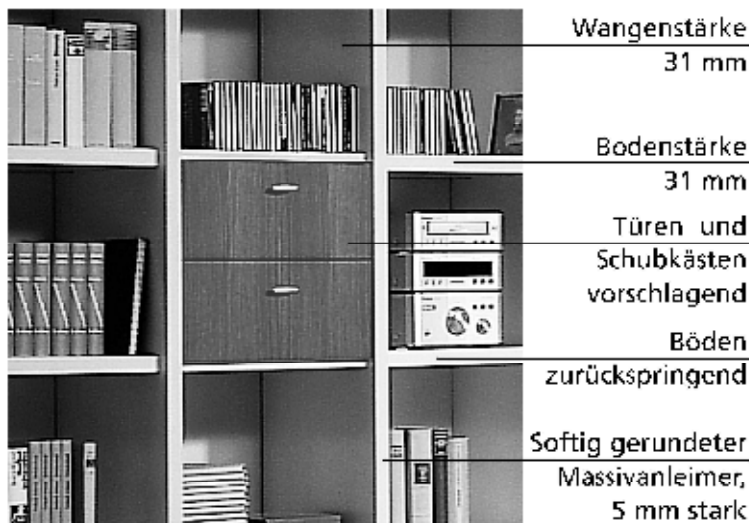 Wangenstärke
31 mm
Bodenstärke
31 mm
Türen und
Schubkästen
vorschlagend
Böden
zurückspringend
Softig gerundeter
Massivanleimer,
5 mm stark